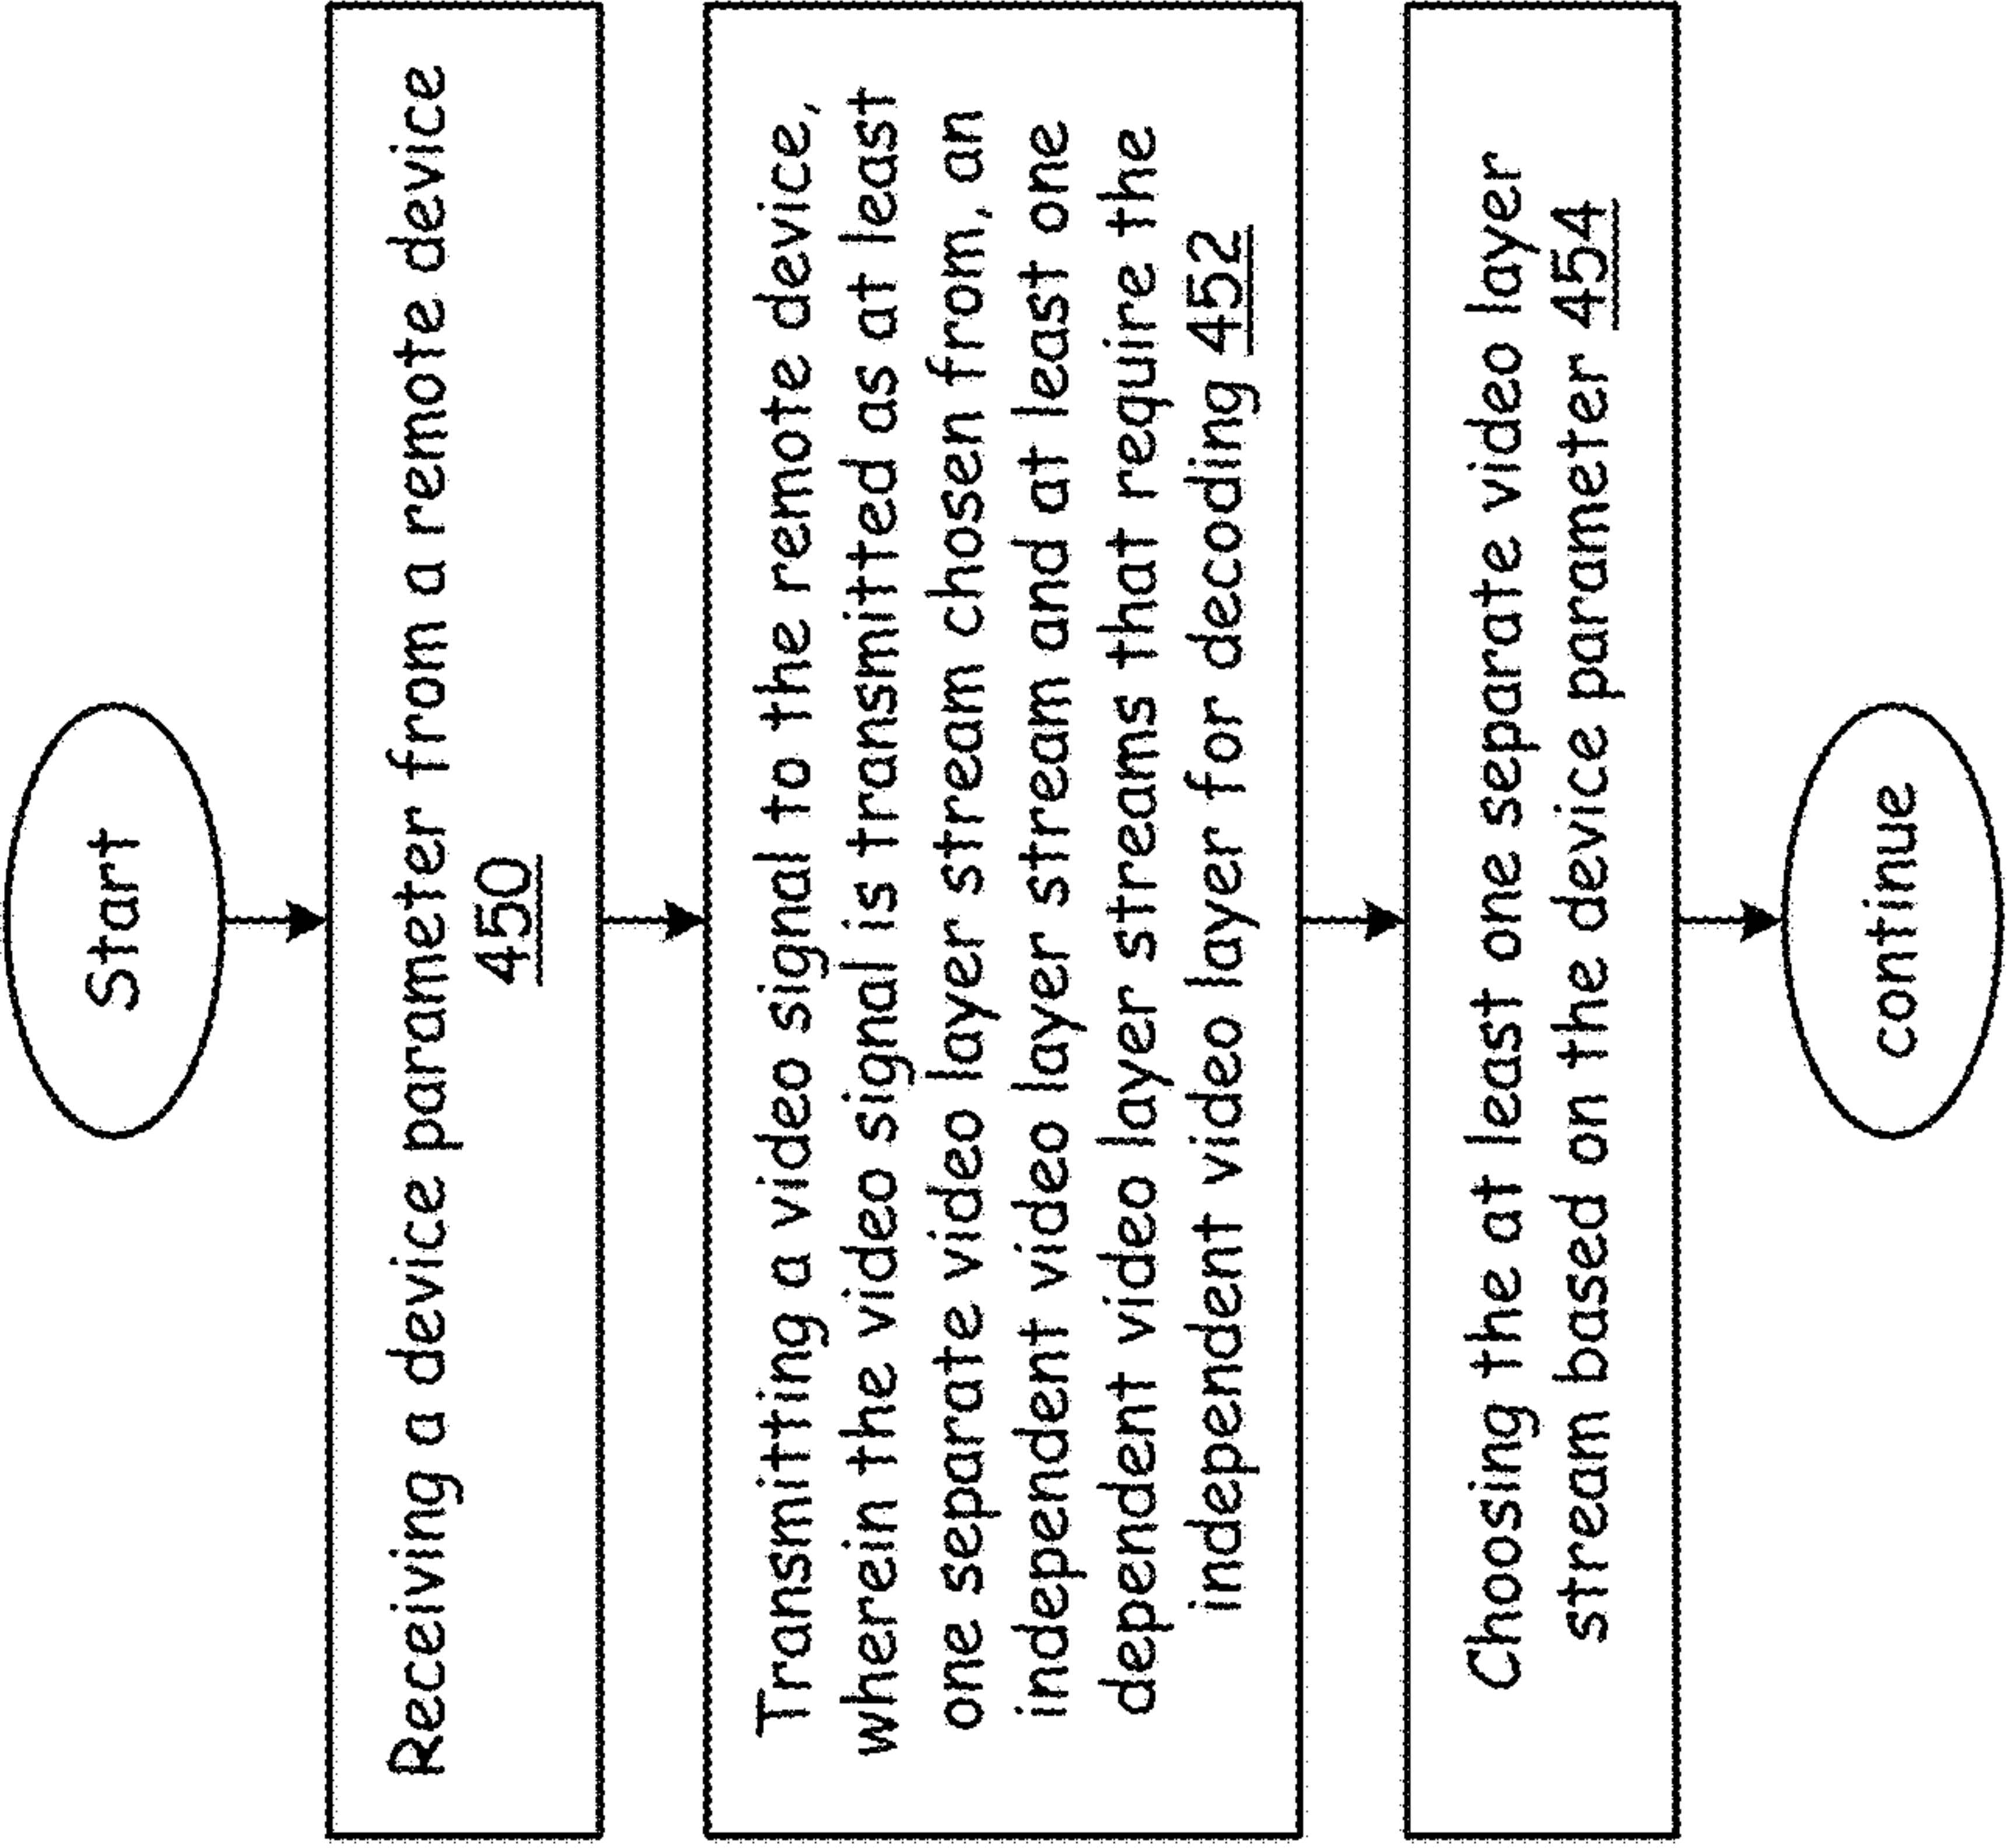 Start
Receiving a device parameter from a remote device
450
Transmitting a video signal to the remote device,
wherein the video signal is transmitted as at least
one separate video layer stream chosen from, an
independent video layer stream and at least one
dependent video layer streams that require the
independent video layer for decoding 452
Choosing the at least one separate video layer
stream based on the device parameter 454
continue